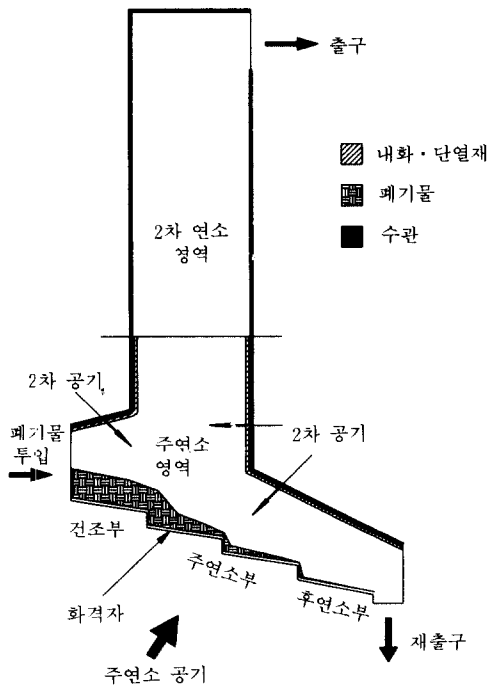 출구
내화·단열재
폐기물
수관
2차 연소
영역
2차 공기
폐기물
투입
주연소
영역
2차 공기
건조부
주연소부
후연소부
화격자
재출구
주연소 공기